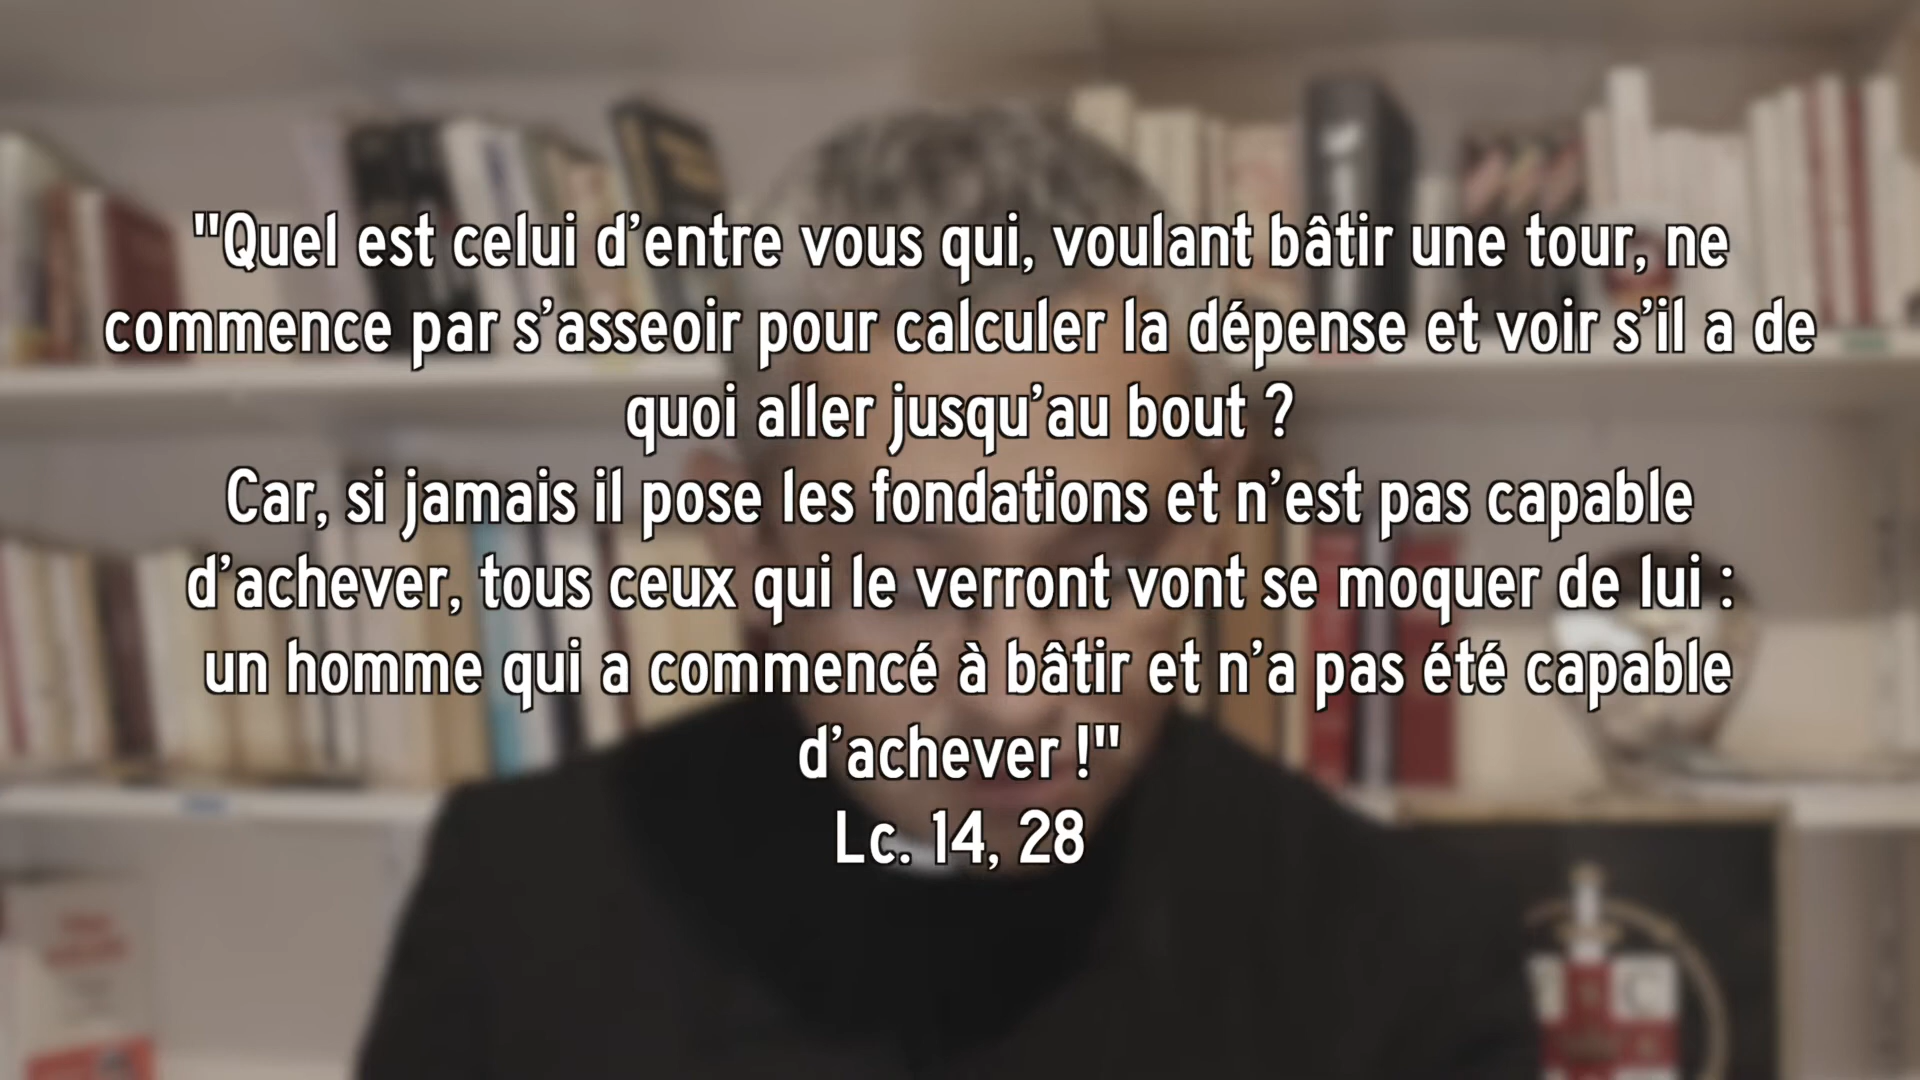 "Quel est celui d’entre vous qui, voulant bâtir une tour, ne
commence par s’asseoir pour calculer la dépense et voir s’il a de
quoi aller jusqu’au bout ?
Car, si jamais il pose les fondations et n’est pas capable
d’achever, tous ceux qui le verront vont se moquer de lui :
un homme qui a commencé à bâtir et n’a pas été capable
d’achever !"
Lc. 14, 28